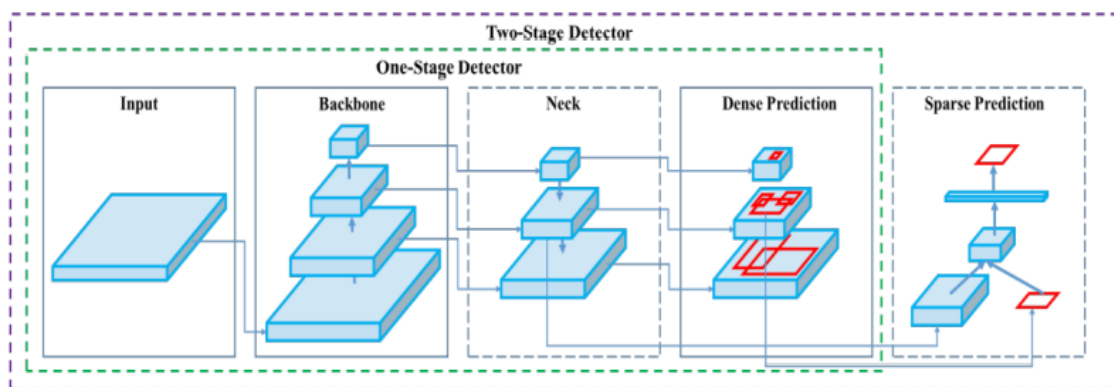 Two-Stage Detector
One-Stage Detector
Input
Backbone
Neck
Dense Prediction
Sparse Prediction